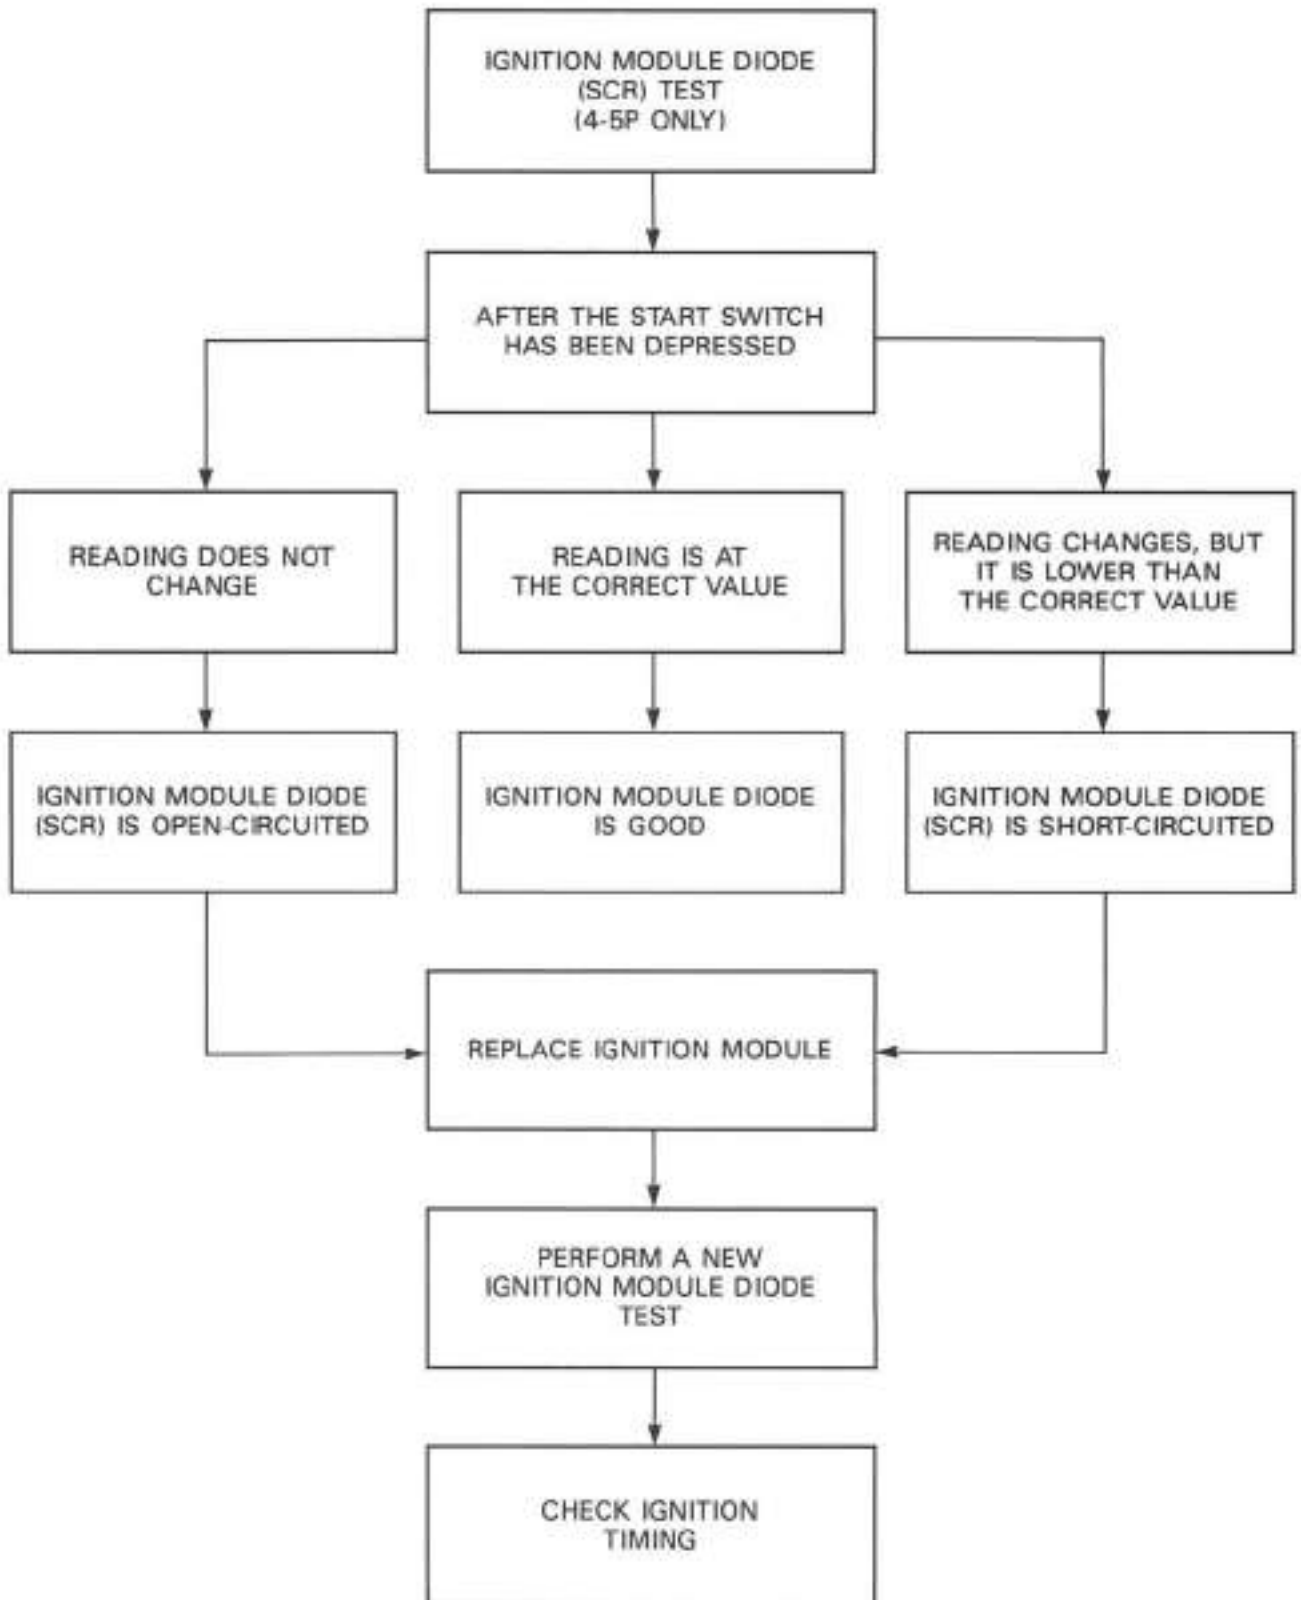 IGNITION MODULE DIODE
(SCR) TEST
(4-5P ONLY)
AFTER THE START SWITCH
HAS BEEN DEPRESSED
READING DOES NOT
CHANGE
READING IS AT
THE CORRECT VALUE
READING CHANGES, BUT
IT IS LOWER THAN
THE CORRECT VALUE
IGNITION MODULE DIODE
(SCR) IS OPEN-CIRCUITED
IGNITION MODULE DIODE
IS GOOD
IGNITION MODULE DIODE
(SCR) IS SHORT-CIRCUITED
REPLACE IGNITION MODULE
PERFORM A NEW
IGNITION MODULE DIODE
TEST
CHECK IGNITION
TIMING